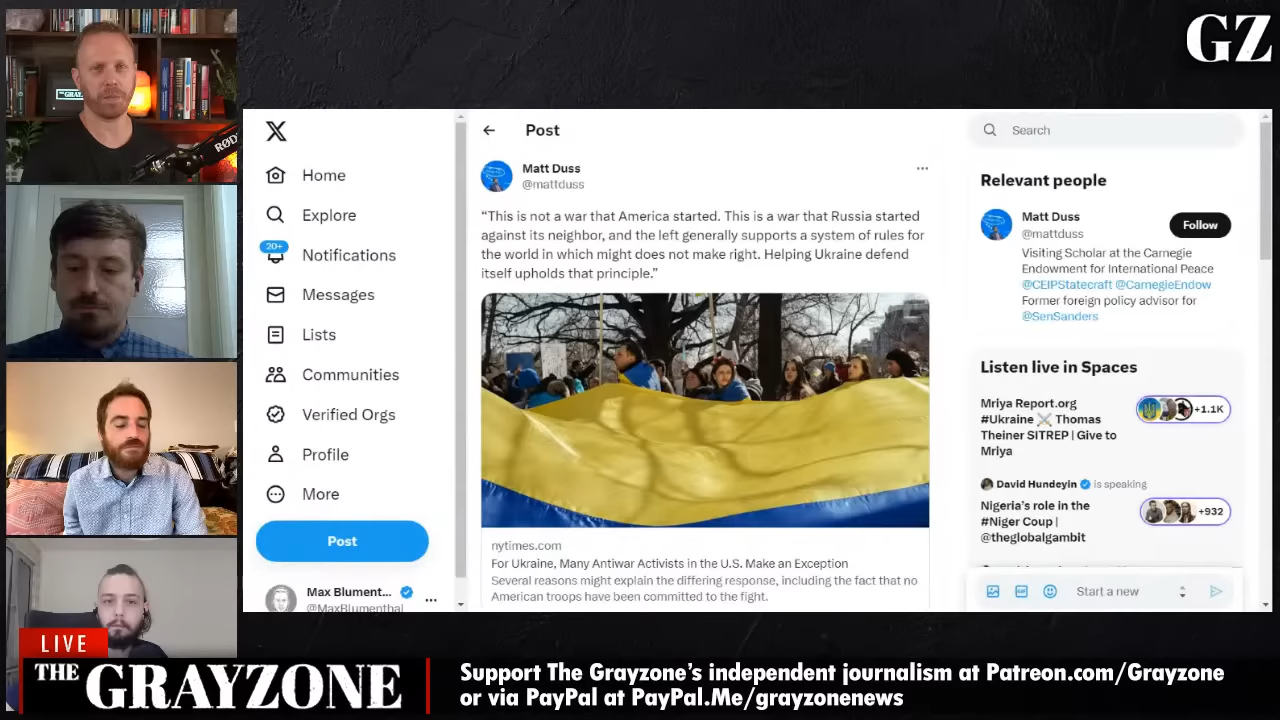 GZ
THE GRAY
RØD
X
Home
Explore
20+
Notifications
Messages
Lists
Communities
Verified Orgs
Profile
More
Post
Max Blument...
@MaxBlumenthal
Post
Matt Duss
@mattduss
“This is not a war that America started. This is a war that Russia started
against its neighbor, and the left generally supports a system of rules for
the world in which might does not make right. Helping Ukraine defend
itself upholds that principle.”
nytimes.com
For Ukraine, Many Antiwar Activists in the U.S. Make an Exception
Several reasons might explain the differing response, including the fact that no
American troops have been committed to the fight.
Search
Relevant people
Matt Duss
@mattduss
Follow
Visiting Scholar at the Carnegie
Endowment for International Peace
@CEIPStatecraft @CarnegieEndow
Former foreign policy advisor for
@SenSanders
Listen live in Spaces
Mriya Report.org
#Ukraine ⚔ Thomas
Theiner SITREP | Give to
Mriya
+1.1K
David Hundeyin is speaking
Nigeria's role in the
#Niger Coup |
@theglobalgambit
+932
GIF
Start a new
LIVE
THE GRAYZONE
Support The Grayzone’s independent journalism at Patreon.com/Grayzone
or via PayPal at PayPal.Me/grayzonenews